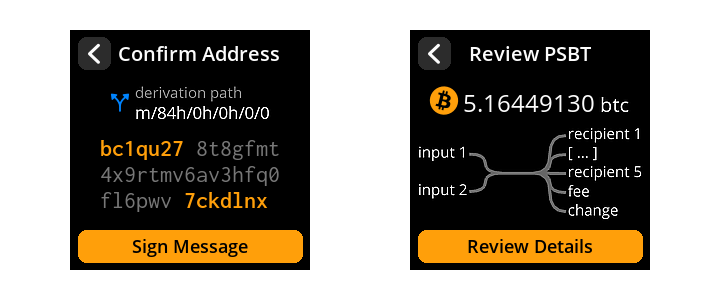 Confirm Address
derivation path
m/84h/0h/0h/0/0
bc1qu27 8t8gfmt
4x9rtmv6av3hfq0
fl6pwv 7ckdlnx
Sign Message
Review PSBT
5.16449130 btc
input 1
input 2
recipient 1
[ ... ]
recipient 5
fee
change
Review Details